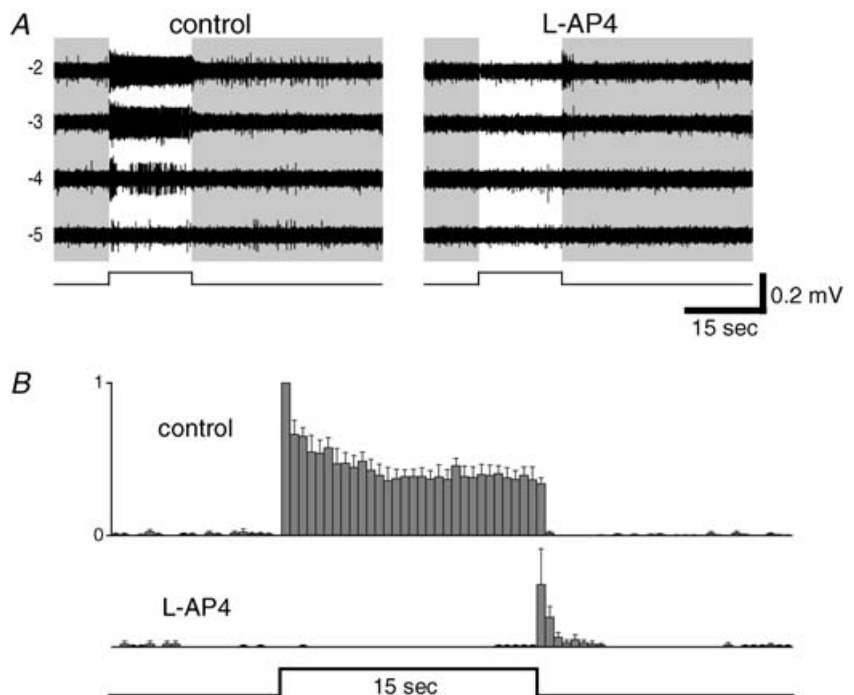 A
control
L-AP4
-2
-3
-4
-5
0.2 mV
15 sec
B
1
control
0
L-AP4
15 sec